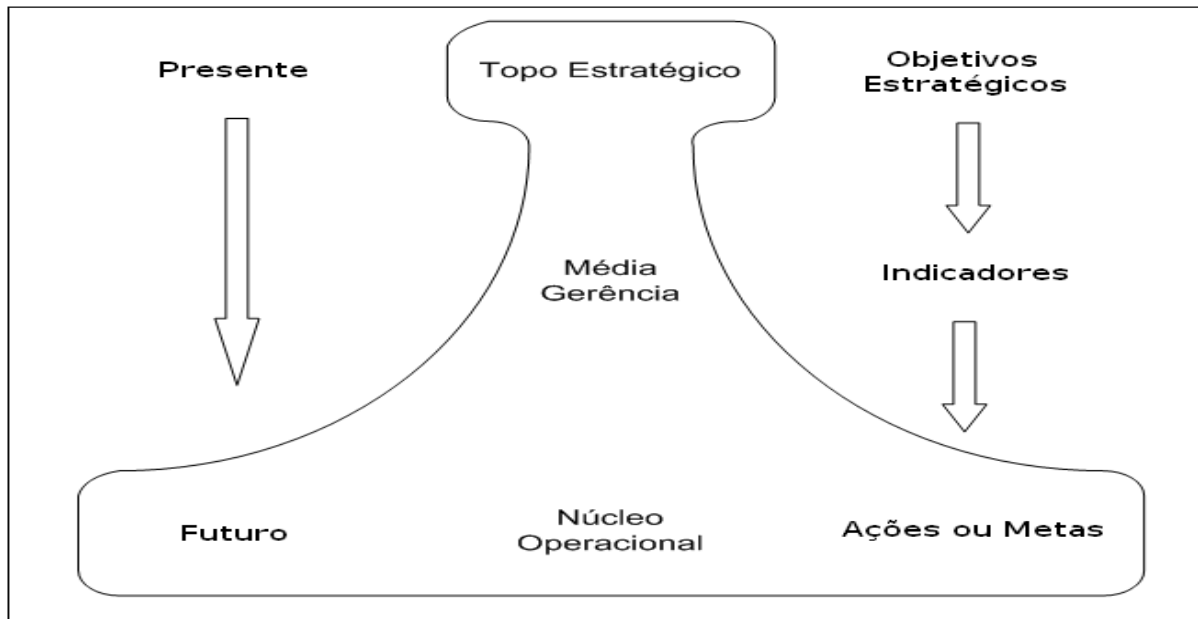 Presente
Topo Estratégico
Objetivos
Estratégicos
Média
Gerência
Indicadores
Futuro
Núcleo
Operacional
Ações ou Metas